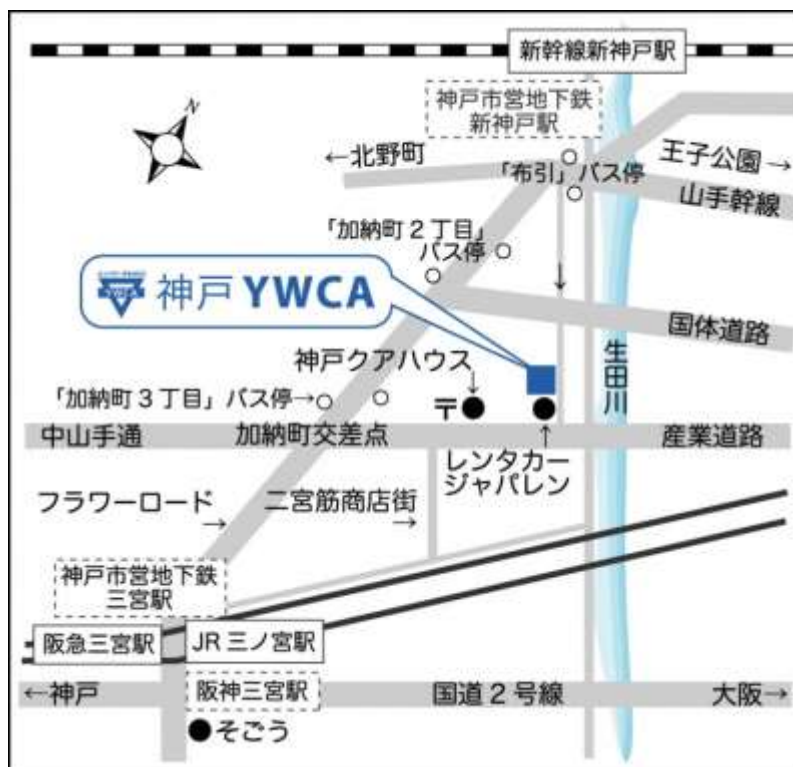 新幹線新神戸駅
神戸市営地下鉄
新神戸駅
N
←北野町
王子公園→
「布引」バス停
山手幹線
「加納町2丁目」
バス停
YWCA
神戸YWCA
国体道路
生田川
神戸クアハウス
「加納町3丁目」バス停→
〒
中山手通
加納町交差点
産業道路
レンタカー
ジャパレン
フラワーロード
二宮筋商店街
神戸市営地下鉄
三宮駅
阪急三宮駅
JR三ノ宮駅
←神戸
阪神三宮駅
国道2号線
大阪→
そごう